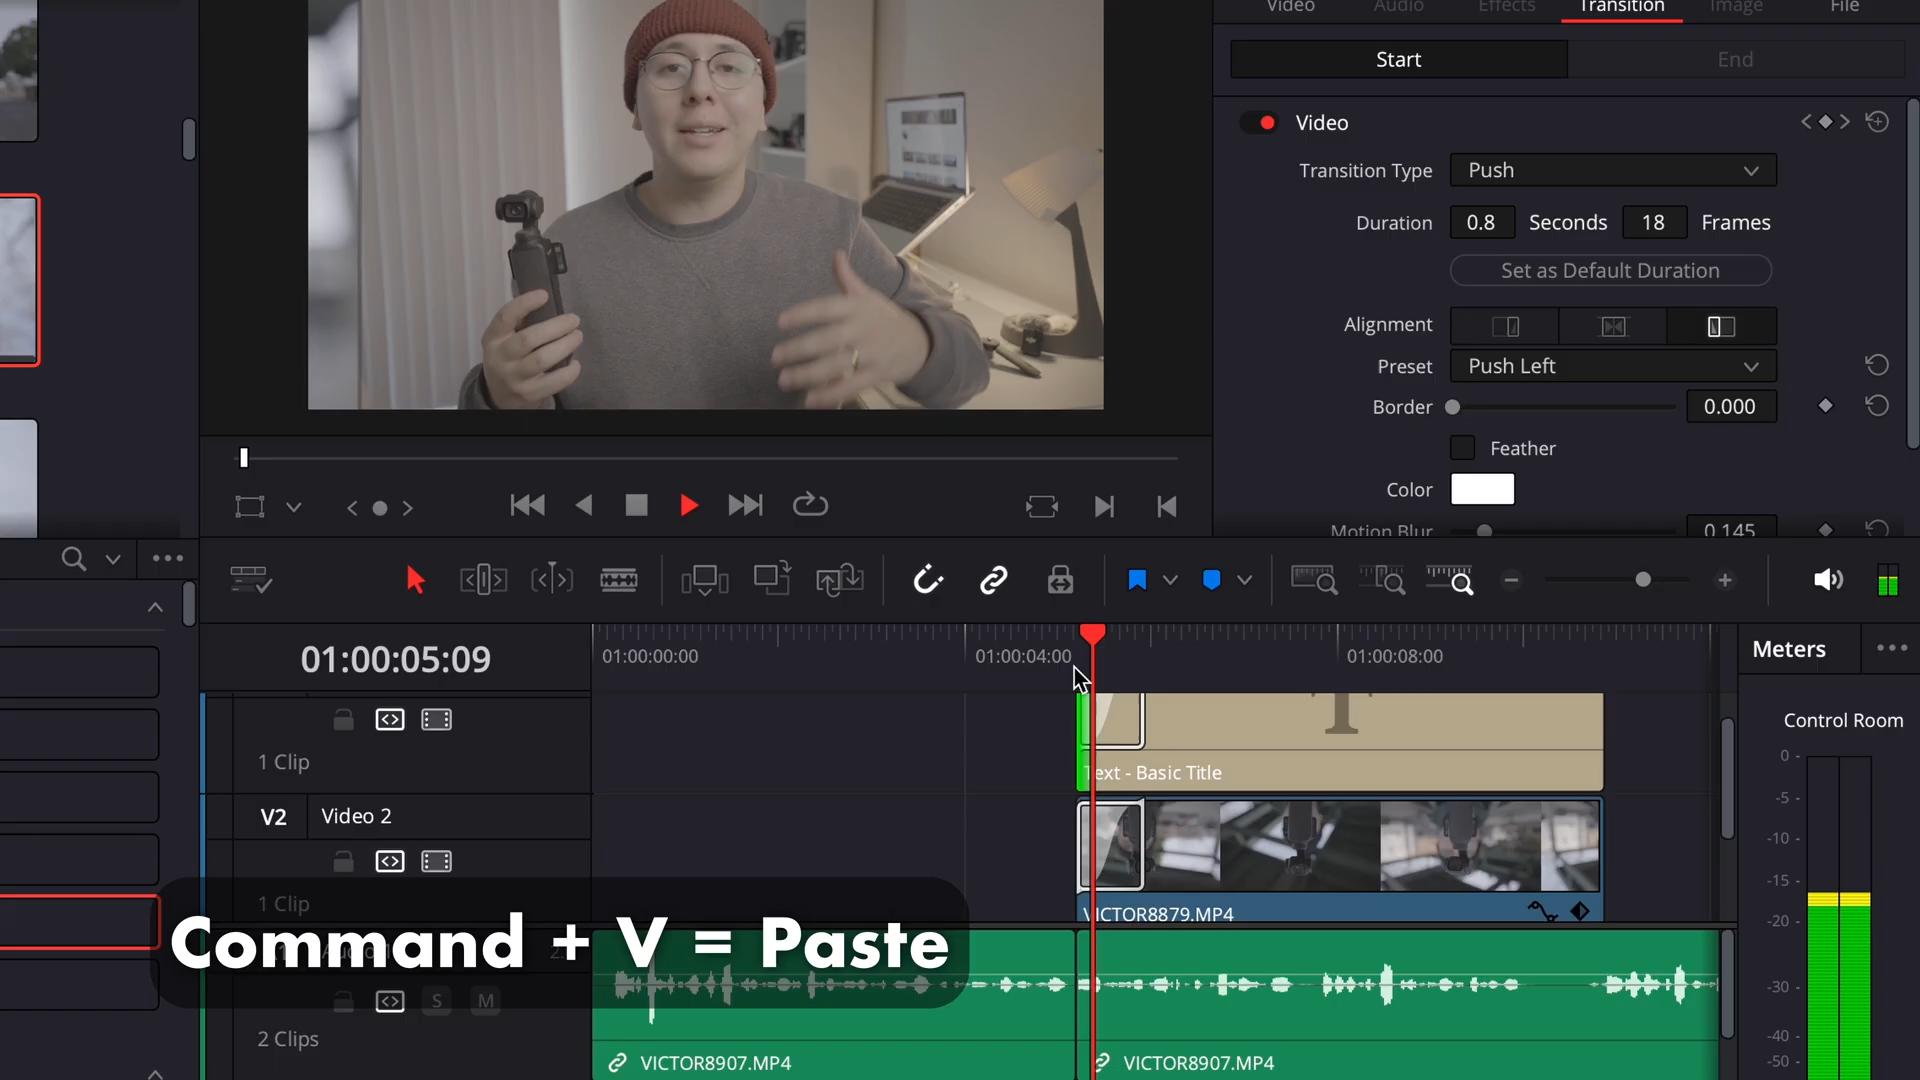 Video Audio Effects Transition Image File
Start End
Video
Transition Type Push
Duration 0.8 Seconds 18 Frames
Set as Default Duration
Alignment
Preset Push Left
Border 0.000
Feather
Color
Motion Blur 0.145
01:00:05:09
01:00:00:00 01:00:04:00 01:00:08:00
Meters
Control Room
1 Clip
T
Text - Basic Title
V2 Video 2
1 Clip
VICTOR8879.MP4
Command + V = Paste
S M
2 Clips
VICTOR8907.MP4 VICTOR8907.MP4
0
-5
-10
-15
-20
-30
-40
-50